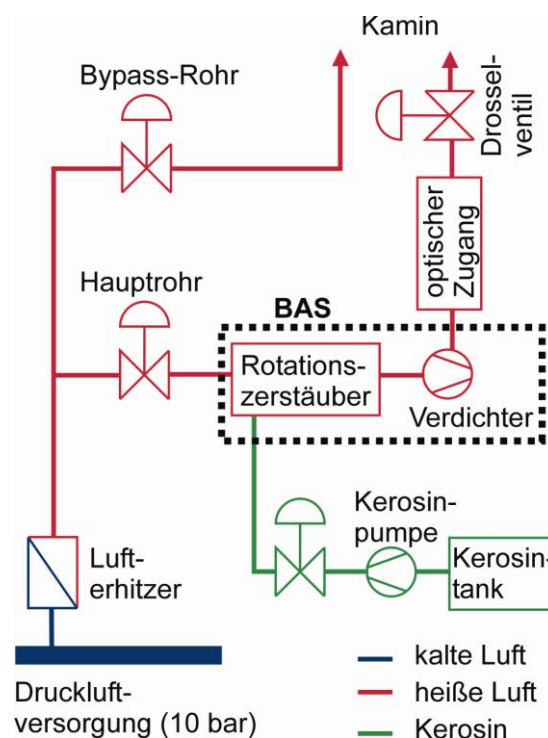 Kamin
Bypass-Rohr
Drossel-
ventil
optischer
Zugang
Hauptrohr
BAS
Rotations-
zerstäuber
Verdichter
Kerosin-
pumpe
Kerosin-
tank
Luft-
erhitzer
kalte Luft
heiße Luft
Kerosin
Druckluft-
versorgung (10 bar)